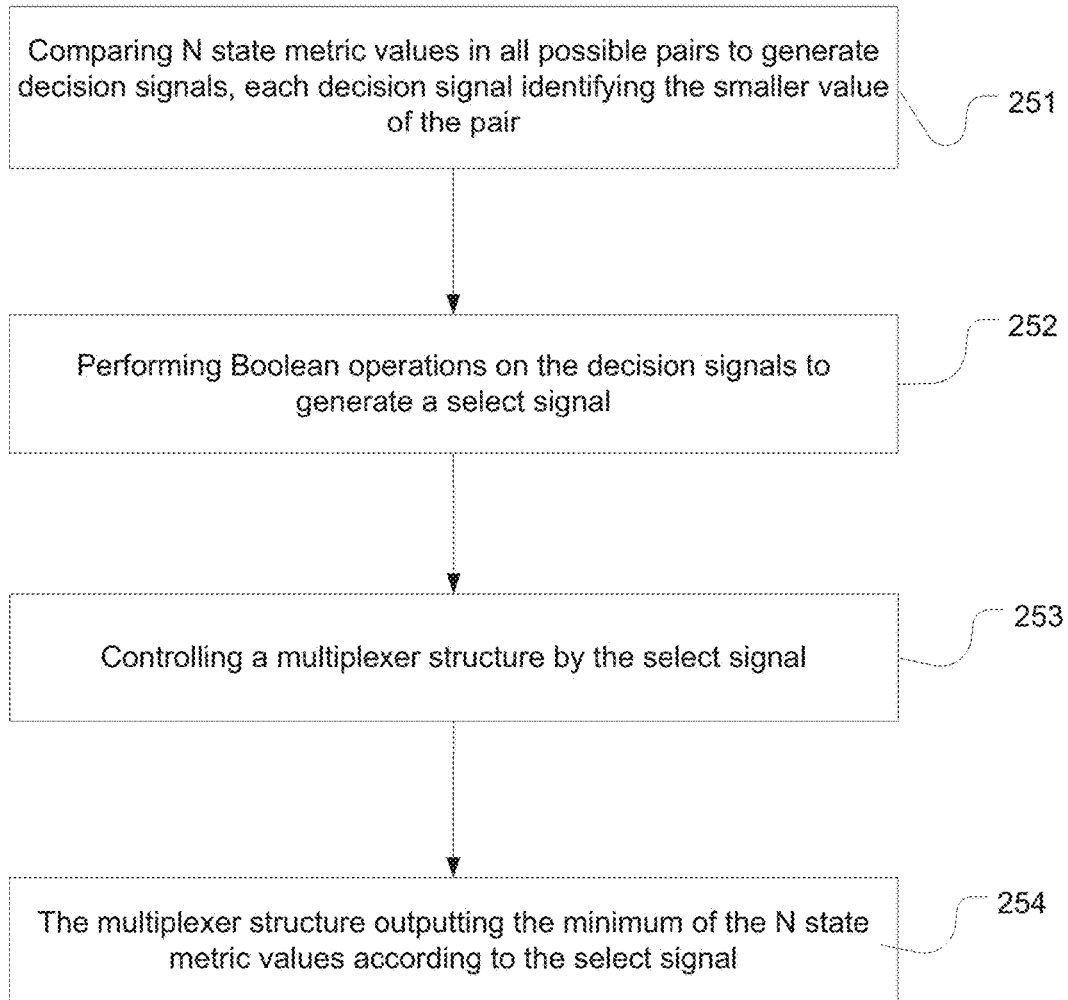 Comparing N state metric values in all possible pairs to generate
decision signals, each decision signal identifying the smaller value
of the pair
251
252
Performing Boolean operations on the decision signals to
generate a select signal
253
Controlling a multiplexer structure by the select signal
254
The multiplexer structure outputting the minimum of the N state
metric values according to the select signal